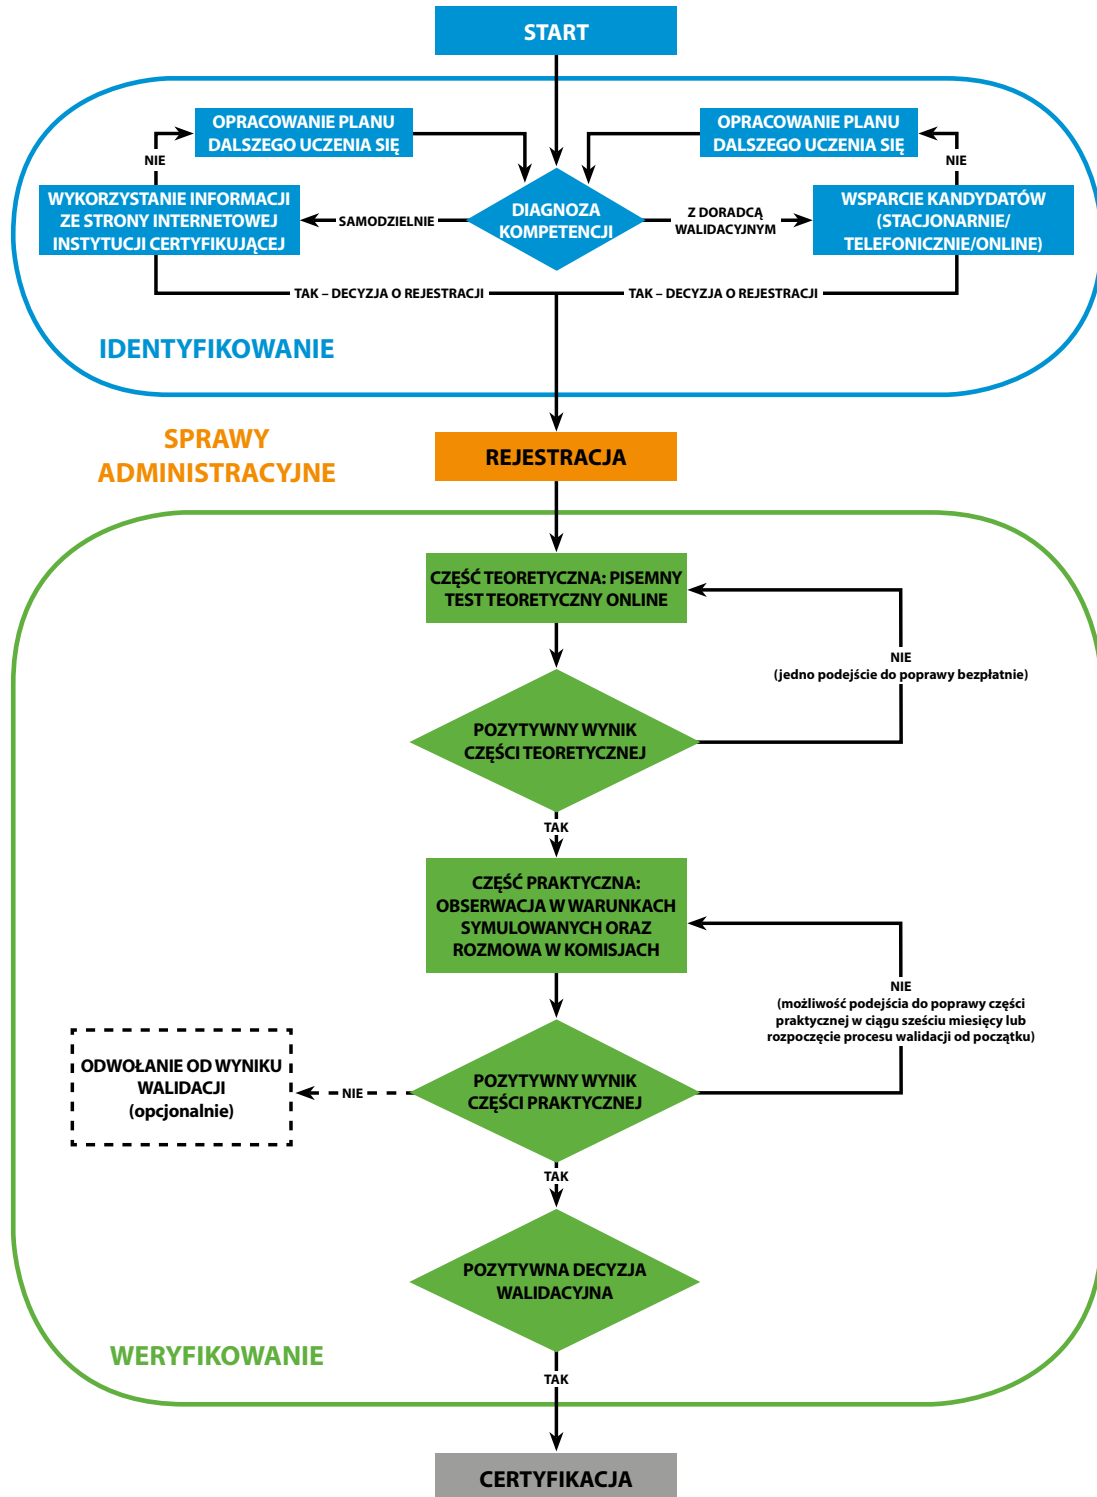 START
OPRACOWANIE PLANU
DALSZEGO UCZENIA SIĘ
OPRACOWANIE PLANU
DALSZEGO UCZENIA SIĘ
NIE
NIE
WYKORZYSTANIE INFORMACJI
ZE STRONY INTERNETOWEJ
INSTYTUCJI CERTYFIKUJĄCEJ
SAMODZIELNIE
DIAGNOZA
KOMPETENCJI
Z DORADCĄ
WALIDACYJNYM
WSPARCIE KANDYDATÓW
(STACJONARNIE/
TELEFONICZNIE/ONLINE)
TAK – DECYZJA O REJESTRACJI
TAK – DECYZJA O REJESTRACJI
IDENTYFIKOWANIE
SPRAWY
ADMINISTRACYJNE
REJESTRACJA
CZĘŚĆ TEORETYCZNA: PISEMNY
TEST TEORETYCZNY ONLINE
NIE
(jedno podejście do poprawy bezpłatnie)
POZYTYWNY WYNIK
CZĘŚCI TEORETYCZNEJ
TAK
CZĘŚĆ PRAKTYCZNA:
OBSERWACJA W WARUNKACH
SYMULOWANYCH ORAZ
ROZMOWA W KOMISJACH
NIE
(możliwość podejścia do poprawy części
praktycznej w ciągu sześciu miesięcy lub
rozpoczęcie procesu walidacji od początku)
ODWOŁANIE OD WYNIKU
WALIDACJI
(opcjonalnie)
NIE
POZYTYWNY WYNIK
CZĘŚCI PRAKTYCZNEJ
TAK
POZYTYWNA DECYZJA
WALIDACYJNA
WERYFIKOWANIE
TAK
CERTYFIKACJA